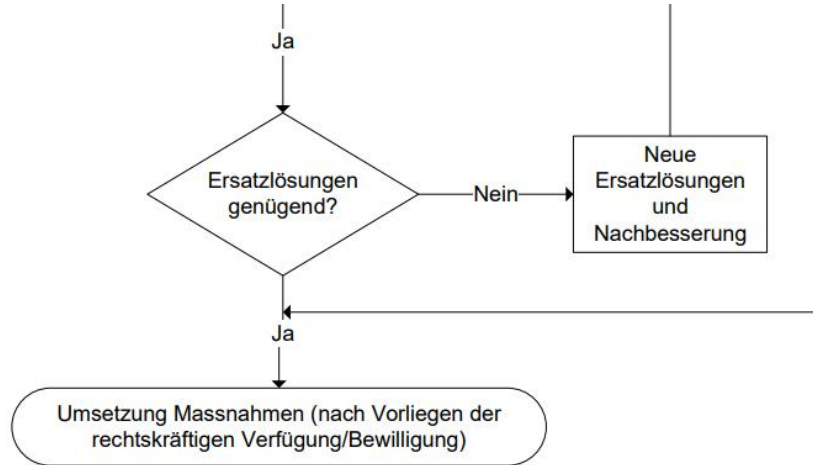 Ja
Ersatzlösungen
genügend?
Nein
Neue
Ersatzlösungen
und
Nachbesserung
Ja
Umsetzung Massnahmen (nach Vorliegen der
rechtskräftigen Verfügung/Bewilligung)